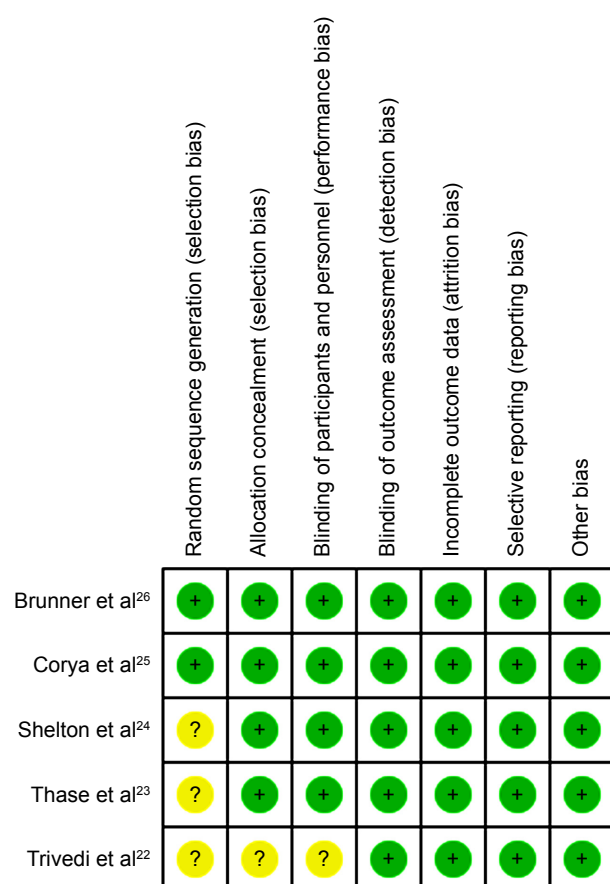 Random sequence generation (selection bias)
Allocation concealment (selection bias)
Blinding of participants and personnel (performance bias)
Blinding of outcome assessment (detection bias)
Incomplete outcome data (attrition bias)
Selective reporting (reporting bias)
Other bias
Brunner et al²⁶ + + + + + + +
Corya et al²⁵ + + + + + + +
Shelton et al²⁴ ? + + + + + +
Thase et al²³ ? + + + + + +
Trivedi et al²² ? ? ? + + + +